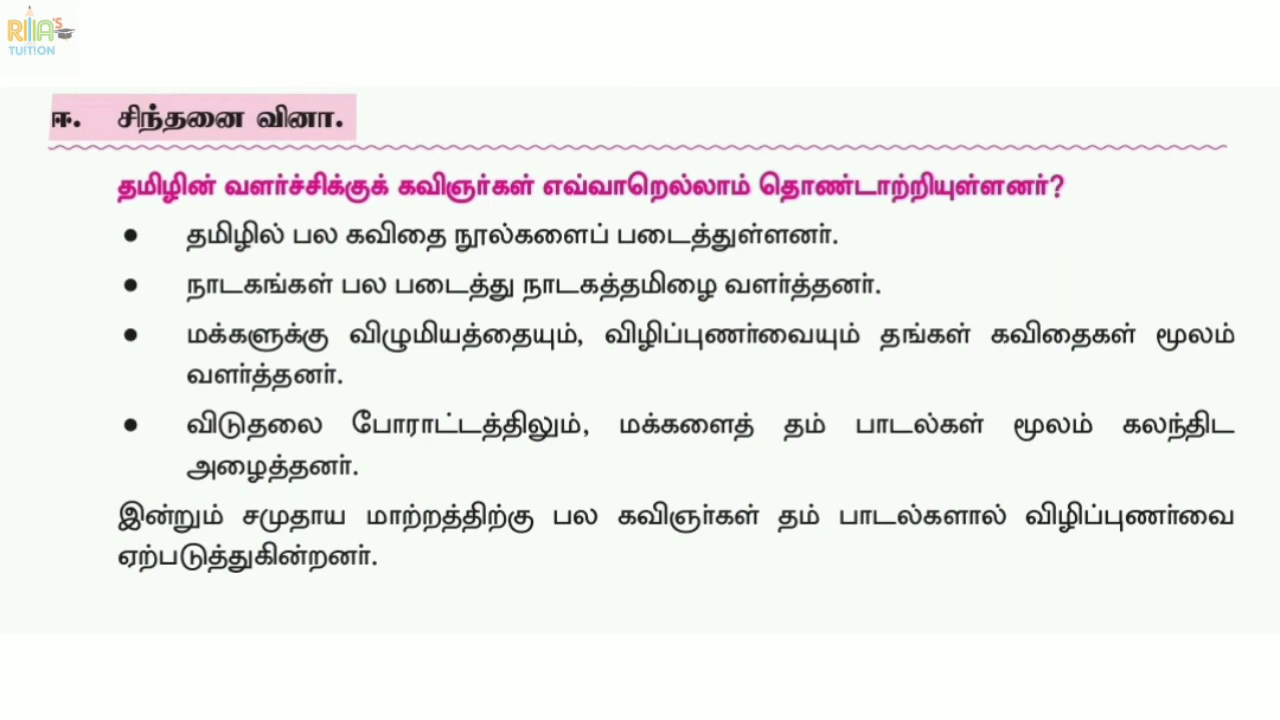 RIIA'S
TUITION
ஈ. சிந்தனை வினா.
தமிழின் வளர்ச்சிக்குக் கவிஞர்கள் எவ்வாறெல்லாம் தொண்டாற்றியுள்ளனர்?
● தமிழில் பல கவிதை நூல்களைப் படைத்துள்ளனர்.
● நாடகங்கள் பல படைத்து நாடகத்தமிழை வளர்த்தனர்.
● மக்களுக்கு விழுமியத்தையும், விழிப்புணர்வையும் தங்கள் கவிதைகள் மூலம்
வளர்த்தனர்.
● விடுதலை போராட்டத்திலும், மக்களைத் தம் பாடல்கள் மூலம் கலந்திட
அழைத்தனர்.
இன்றும் சமுதாய மாற்றத்திற்கு பல கவிஞர்கள் தம் பாடல்களால் விழிப்புணர்வை
ஏற்படுத்துகின்றனர்.